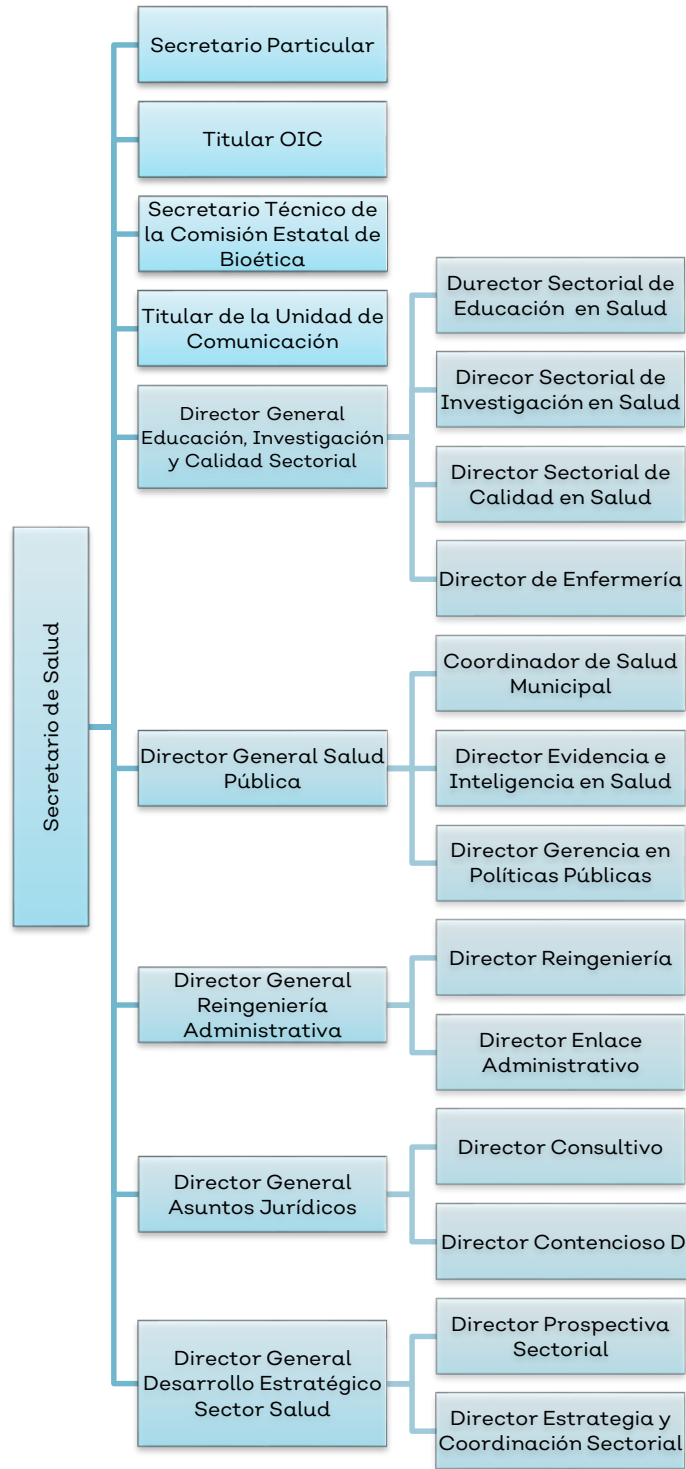 Secretario de Salud
Secretario Particular
Titular OIC
Secretario Técnico de
la Comisión Estatal de
Bioética
Titular de la Unidad de
Comunicación
Director General
Educación, Investigación
y Calidad Sectorial
Durector Sectorial de
Educación en Salud
Direcor Sectorial de
Investigación en Salud
Director Sectorial de
Calidad en Salud
Director de Enfermería
Director General Salud
Pública
Coordinador de Salud
Municipal
Director Evidencia e
Inteligencia en Salud
Director Gerencia en
Políticas Públicas
Director General
Reingeniería
Administrativa
Director Reingeniería
Director Enlace
Administrativo
Director General
Asuntos Jurídicos
Director Consultivo
Director Contencioso D
Director General
Desarrollo Estratégico
Sector Salud
Director Prospectiva
Sectorial
Director Estrategia y
Coordinación Sectorial